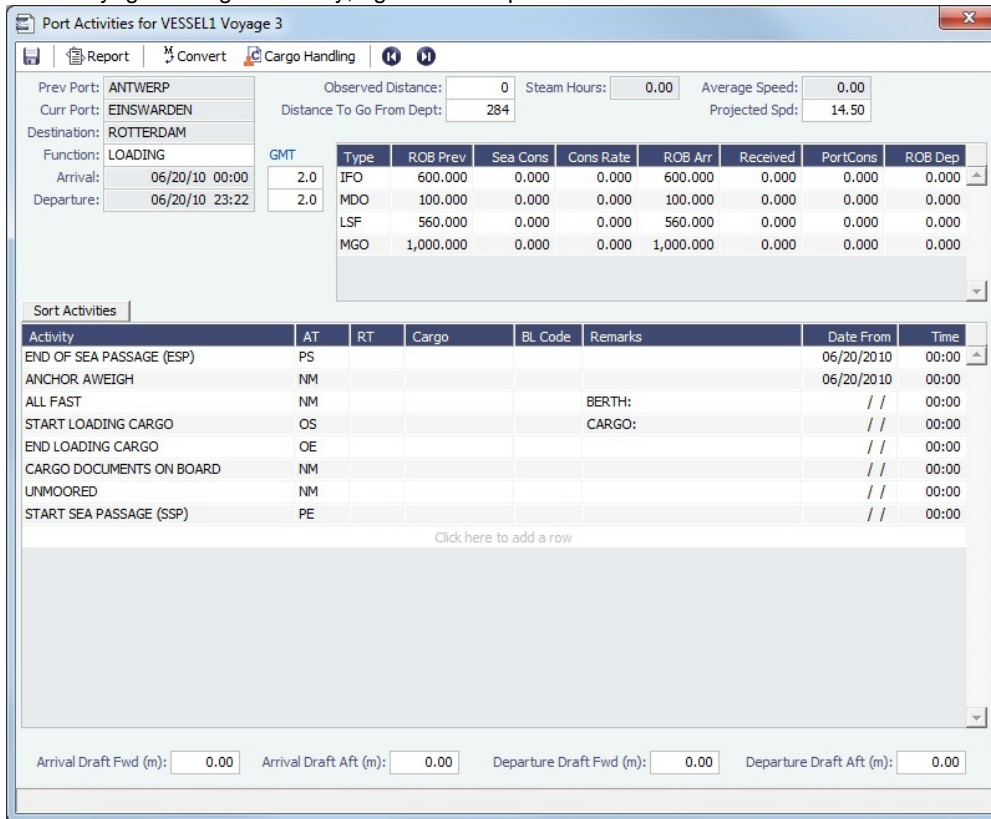 Port Activities for VESSEL1 Voyage 3
Report Convert Cargo Handling
Prev Port: ANTWERP Observed Distance: 0 Steam Hours: 0.00 Average Speed: 0.00
Curr Port: EINSWARDEN Distance To Go From Dept: 284 Projected Spd: 14.50
Destination: ROTTERDAM
Function: LOADING GMT
Arrival: 06/20/10 00:00 2.0
Departure: 06/20/10 23:22 2.0
Type ROB Prev Sea Cons Cons Rate ROB Arr Received PortCons ROB Dep
IFO 600.000 0.000 0.000 600.000 0.000 0.000 0.000
MDO 100.000 0.000 0.000 100.000 0.000 0.000 0.000
LSF 560.000 0.000 0.000 560.000 0.000 0.000 0.000
MGO 1,000.000 0.000 0.000 1,000.000 0.000 0.000 0.000
Sort Activities
Activity AT RT Cargo BL Code Remarks Date From Time
END OF SEA PASSAGE (ESP) PS 06/20/2010 00:00
ANCHOR AWEIGH NM 06/20/2010 00:00
ALL FAST NM BERTH: / / 00:00
START LOADING CARGO OS CARGO: / / 00:00
END LOADING CARGO OE / / 00:00
CARGO DOCUMENTS ON BOARD NM / / 00:00
UNMOORED NM / / 00:00
START SEA PASSAGE (SSP) PE / / 00:00
Click here to add a row
Arrival Draft Fwd (m): 0.00 Arrival Draft Aft (m): 0.00 Departure Draft Fwd (m): 0.00 Departure Draft Aft (m): 0.00